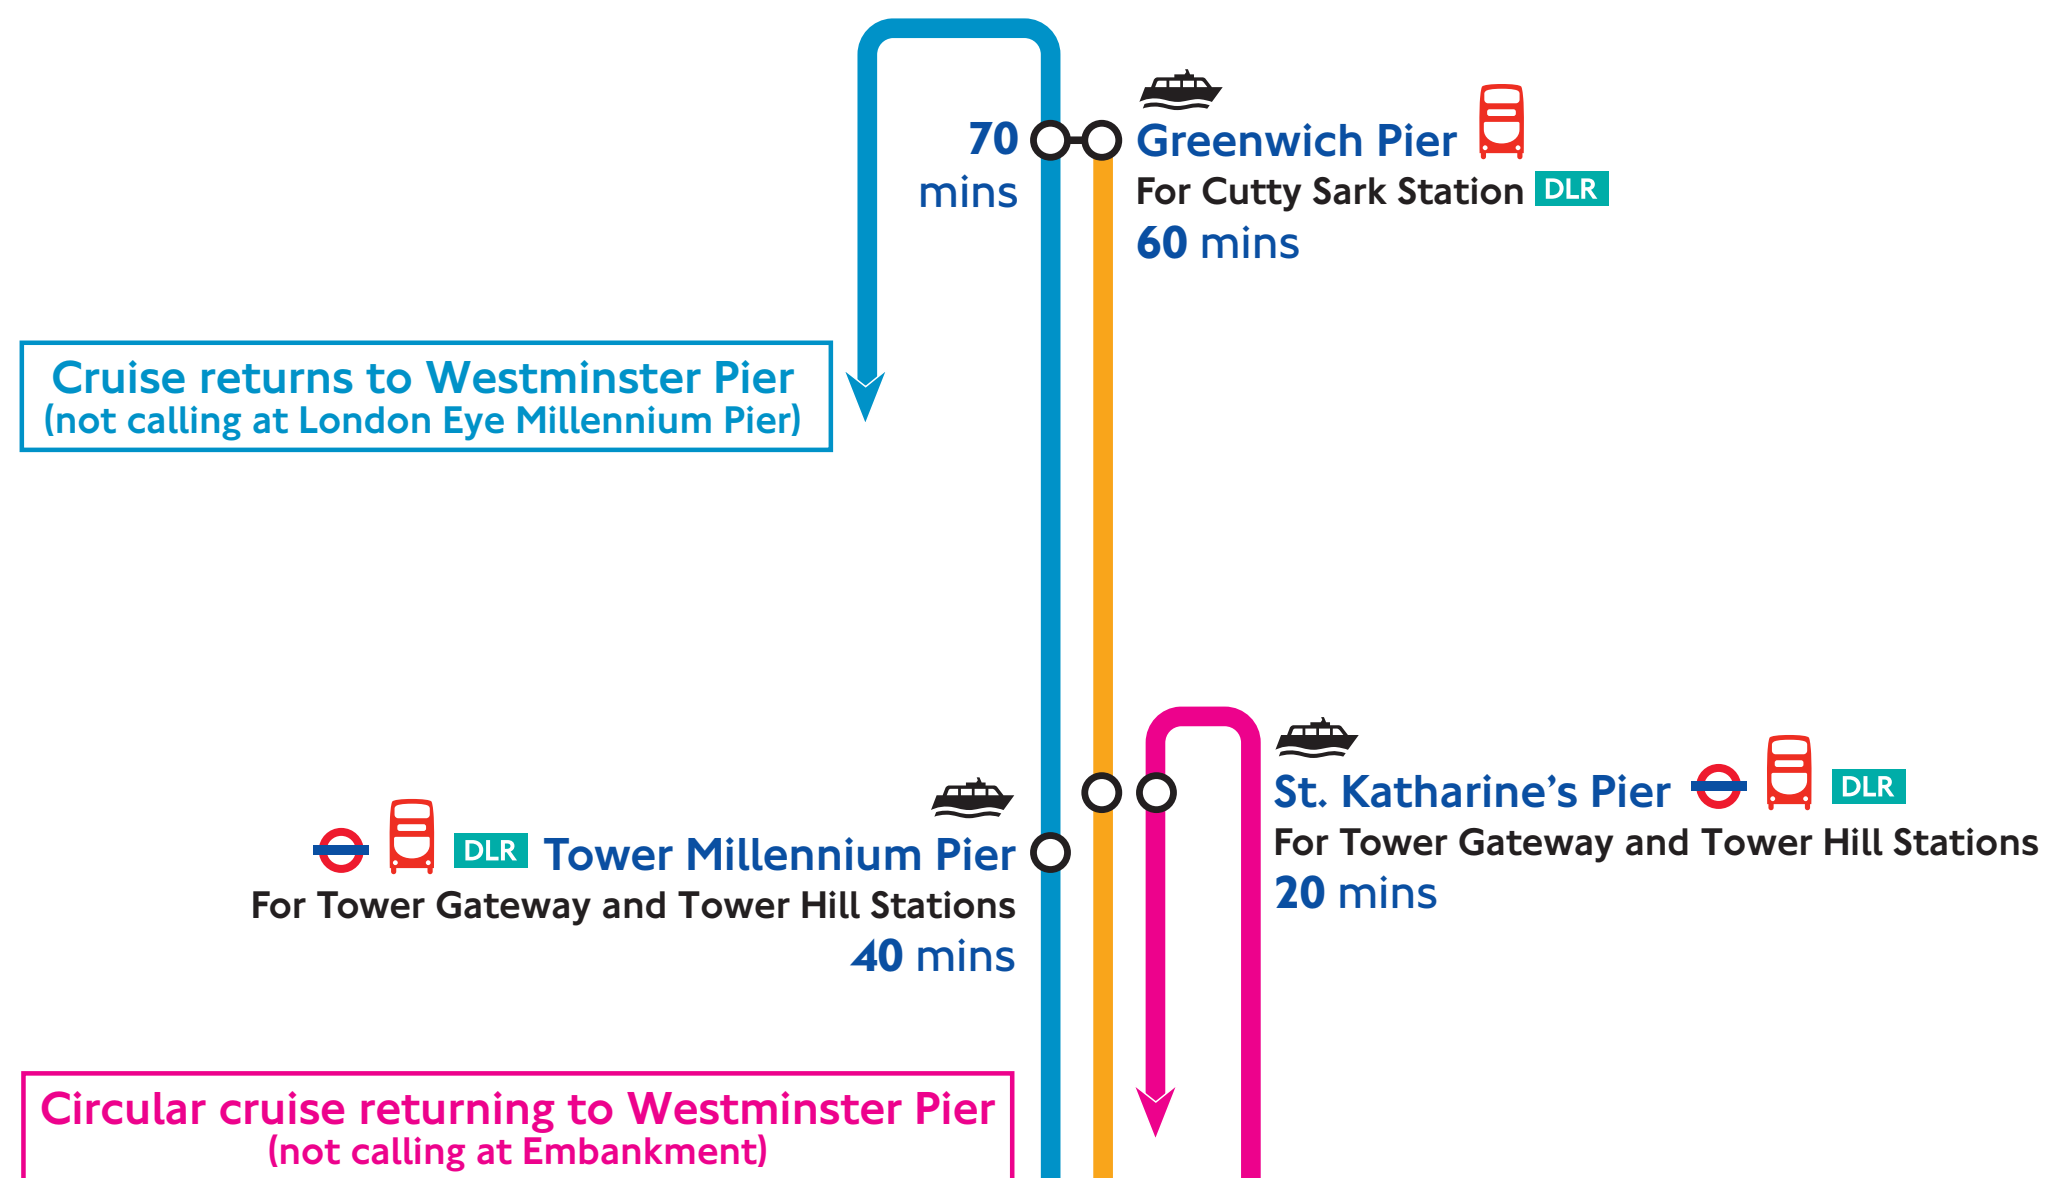 70
mins
Greenwich Pier
For Cutty Sark Station DLR
60 mins
Cruise returns to Westminster Pier
(not calling at London Eye Millennium Pier)
St. Katharine’s Pier DLR
For Tower Gateway and Tower Hill Stations
20 mins
DLR Tower Millennium Pier
For Tower Gateway and Tower Hill Stations
40 mins
Circular cruise returning to Westminster Pier
(not calling at Embankment)